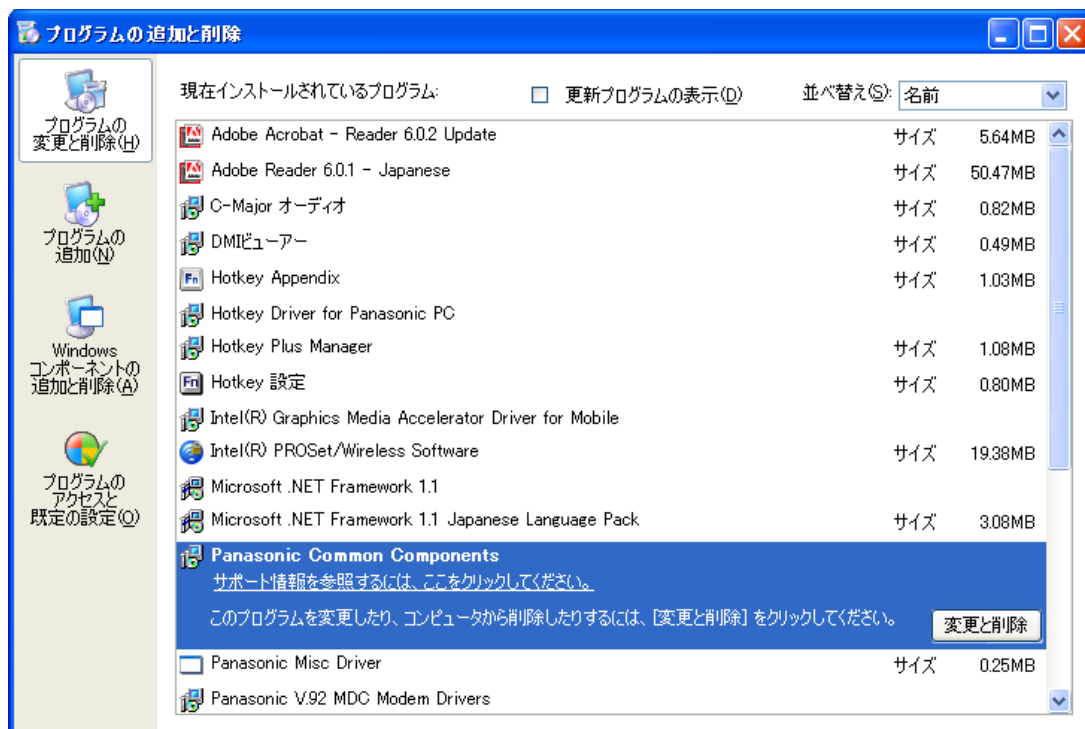 プログラムの追加と削除
プログラムの
変更と削除(H)
プログラムの
追加(N)
Windows
コンポーネントの
追加と削除(A)
プログラムの
アクセスと
既定の設定(O)
現在インストールされているプログラム: 更新プログラムの表示(D) 並べ替え(S): 名前
Adobe Acrobat - Reader 6.0.2 Update サイズ 5.64MB
Adobe Reader 6.0.1 - Japanese サイズ 50.47MB
C-Major オーディオ サイズ 0.82MB
DMIビューアー サイズ 0.49MB
Fn Hotkey Appendix サイズ 1.03MB
Hotkey Driver for Panasonic PC
Hotkey Plus Manager サイズ 1.08MB
Fn Hotkey 設定 サイズ 0.80MB
Intel(R) Graphics Media Accelerator Driver for Mobile
Intel(R) PROSet/Wireless Software サイズ 19.38MB
Microsoft .NET Framework 1.1
Microsoft .NET Framework 1.1 Japanese Language Pack サイズ 3.08MB
Panasonic Common Components
サポート情報を参照するには、ここをクリックしてください。
このプログラムを変更したり、コンピュータから削除したりするには、[変更と削除] をクリックしてください。
変更と削除
Panasonic Misc Driver サイズ 0.25MB
Panasonic V.92 MDC Modem Drivers